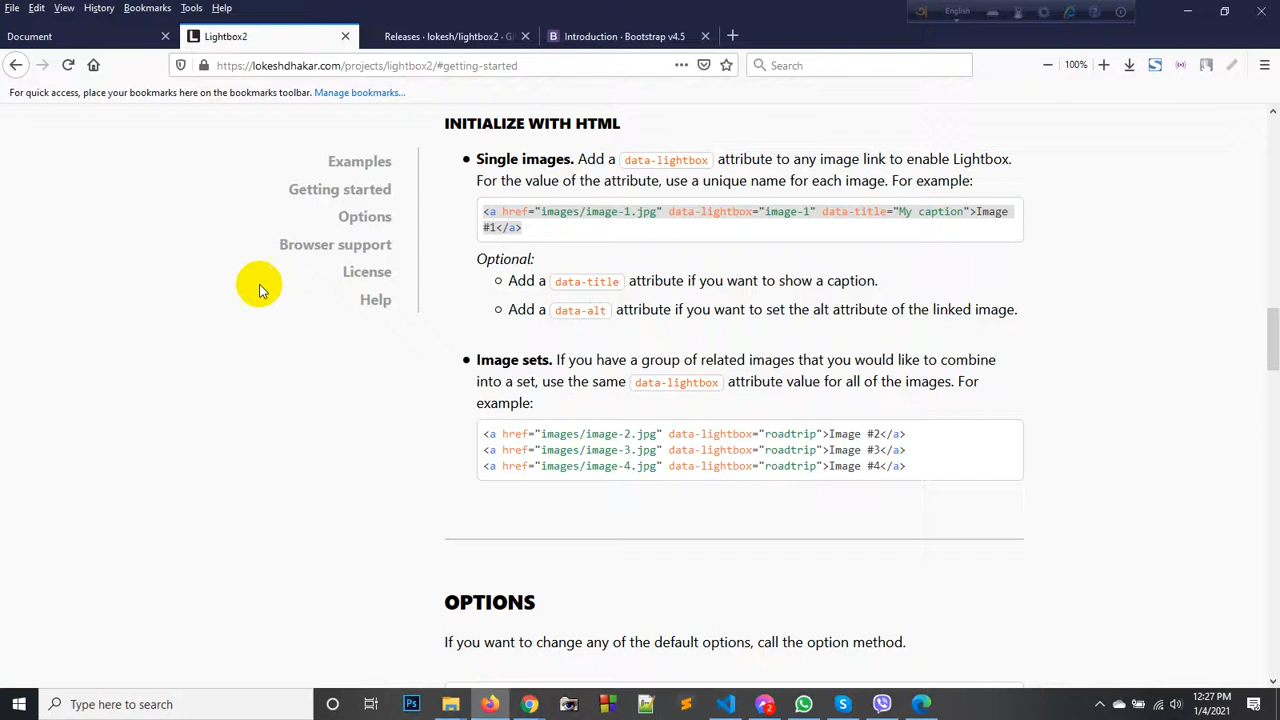 File Edit View History Bookmarks Tools Help
English
Document
Lightbox2
Releases · lokesh/lightbox2 · Gi
Introduction · Bootstrap v4.5
https://lokeshdhakar.com/projects/lightbox2/#getting-started
Search
100%
For quick access, place your bookmarks here on the bookmarks toolbar. Manage bookmarks...
Examples
Getting started
Options
Browser support
License
Help
INITIALIZE WITH HTML
Single images. Add a data-lightbox attribute to any image link to enable Lightbox.
For the value of the attribute, use a unique name for each image. For example:
<a href="images/image-1.jpg" data-lightbox="image-1" data-title="My caption">Image
#1</a>
Optional:
Add a data-title attribute if you want to show a caption.
Add a data-alt attribute if you want to set the alt attribute of the linked image.
Image sets. If you have a group of related images that you would like to combine
into a set, use the same data-lightbox attribute value for all of the images. For
example:
<a href="images/image-2.jpg" data-lightbox="roadtrip">Image #2</a>
<a href="images/image-3.jpg" data-lightbox="roadtrip">Image #3</a>
<a href="images/image-4.jpg" data-lightbox="roadtrip">Image #4</a>
OPTIONS
If you want to change any of the default options, call the option method.
Type here to search
Ps
2
12:27 PM
1/4/2021